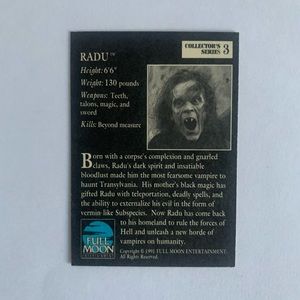 RADU™
COLLECTOR'S
SERIES 3
Height: 6'6"
Weight: 130 pounds
Weapons: Teeth,
talons, magic, and
sword
Kills: Beyond measure
Born with a corpse's complexion and gnarled
claws, Radu's dark spirit and insatiable
bloodlust made him the most fearsome vampire to
haunt Transylvania. His mother's black magic has
gifted Radu with teleportation, deadly spells, and
the ability to externalize his evil in the form of
vermin-like Subspecies. Now Radu has come back
to his homeland to rule the forces of
Hell and unleash a new horde of
vampires on humanity.
FULL
MOON
Copyright © 1991 FULL MOON ENTERTAINMENT.
All Rights Reserved.